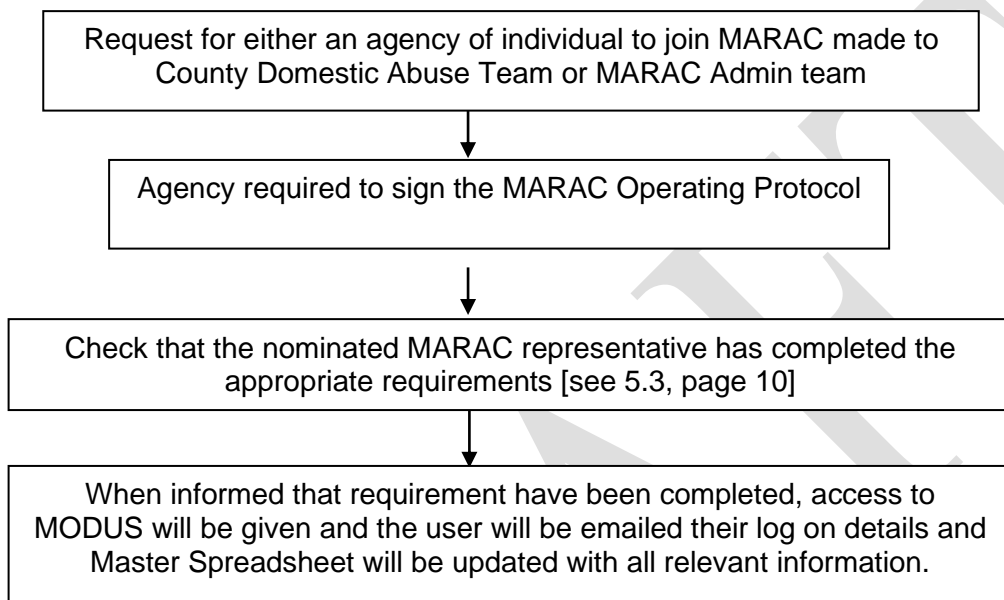 Request for either an agency of individual to join MARAC made to
County Domestic Abuse Team or MARAC Admin team
Agency required to sign the MARAC Operating Protocol
Check that the nominated MARAC representative has completed the
appropriate requirements [see 5.3, page 10]
When informed that requirement have been completed, access to
MODUS will be given and the user will be emailed their log on details and
Master Spreadsheet will be updated with all relevant information.